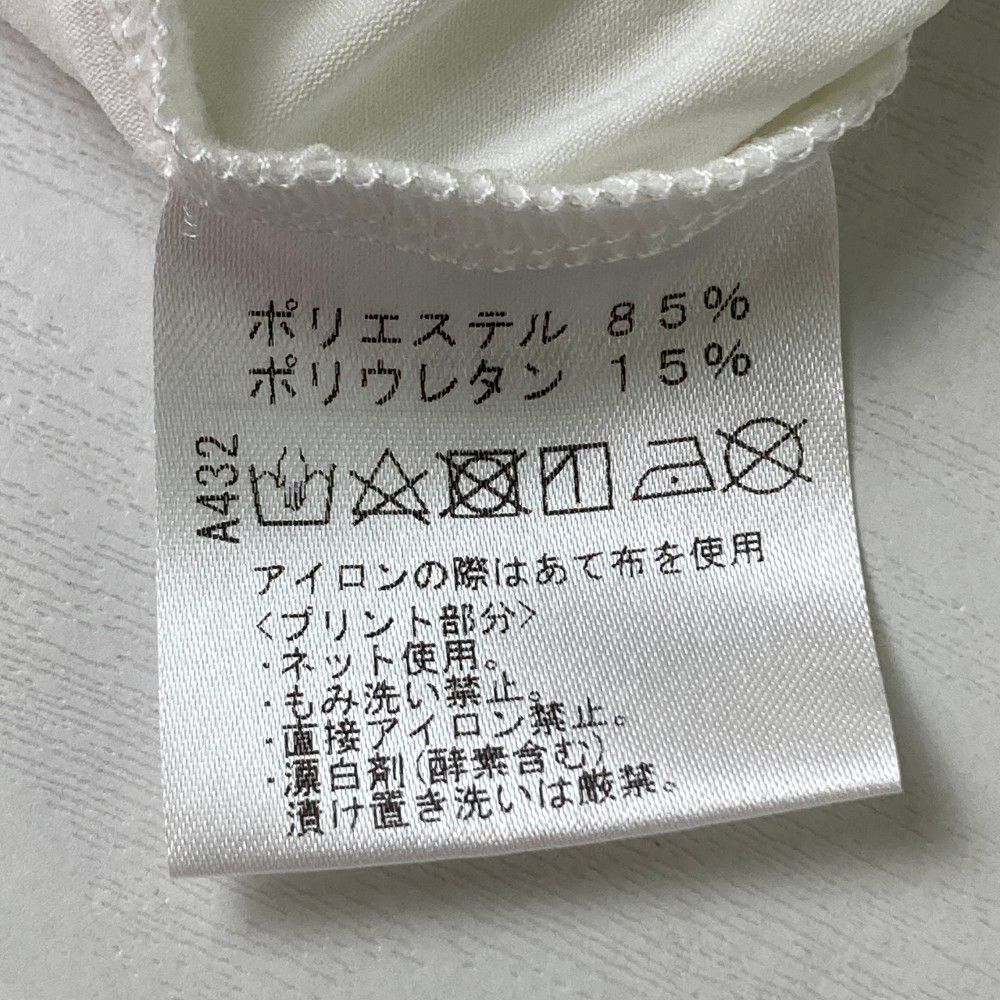 ポリエステル 85%
ポリウレタン 15%
A432
アイロンの際はあて布を使用
<プリント部分>
・ネット使用。
・もみ洗い禁止。
・直接アイロン禁止。
・漂白剤(酵素含む)
漬け置き洗いは厳禁。